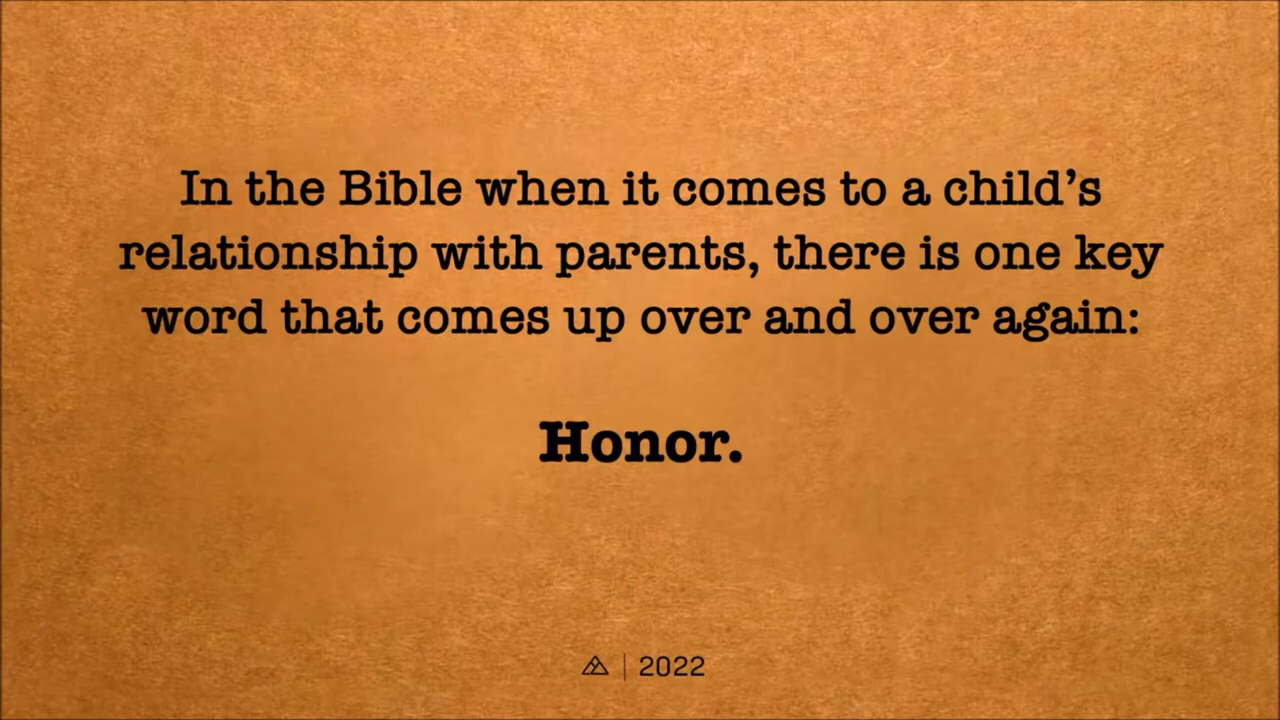 In the Bible when it comes to a child’s
relationship with parents, there is one key
word that comes up over and over again:
Honor.
2022